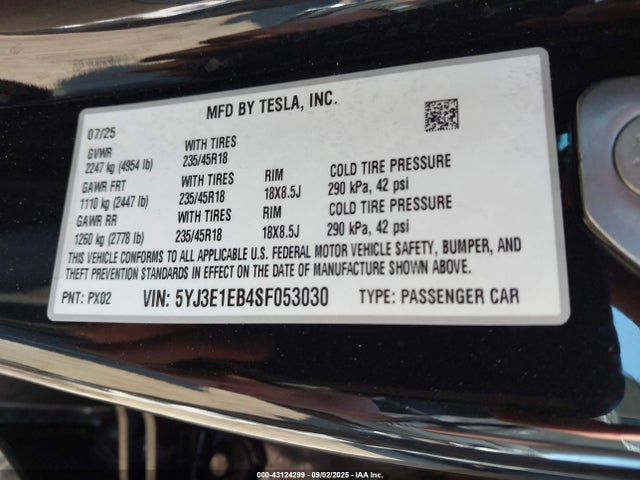 MFD BY TESLA, INC.
07/25
GVWR WITH TIRES
2247 kg (4954 lb) 235/45R18
GAWR FRT WITH TIRES RIM COLD TIRE PRESSURE
1110 kg (2447 lb) 235/45R18 18X8.5J 290 kPa, 42 psi
GAWR RR WITH TIRES RIM COLD TIRE PRESSURE
1260 kg (2778 lb) 235/45R18 18X8.5J 290 kPa, 42 psi
THIS VEHICLE CONFORMS TO ALL APPLICABLE U.S. FEDERAL MOTOR VEHICLE SAFETY, BUMPER, AND
THEFT PREVENTION STANDARDS IN EFFECT ON THE DATE OF MANUFACTURE SHOWN ABOVE.
PNT: PX02 VIN: 5YJ3E1EB4SF053030 TYPE: PASSENGER CAR
000-43124299 - 09/02/2025 - IAA Inc.